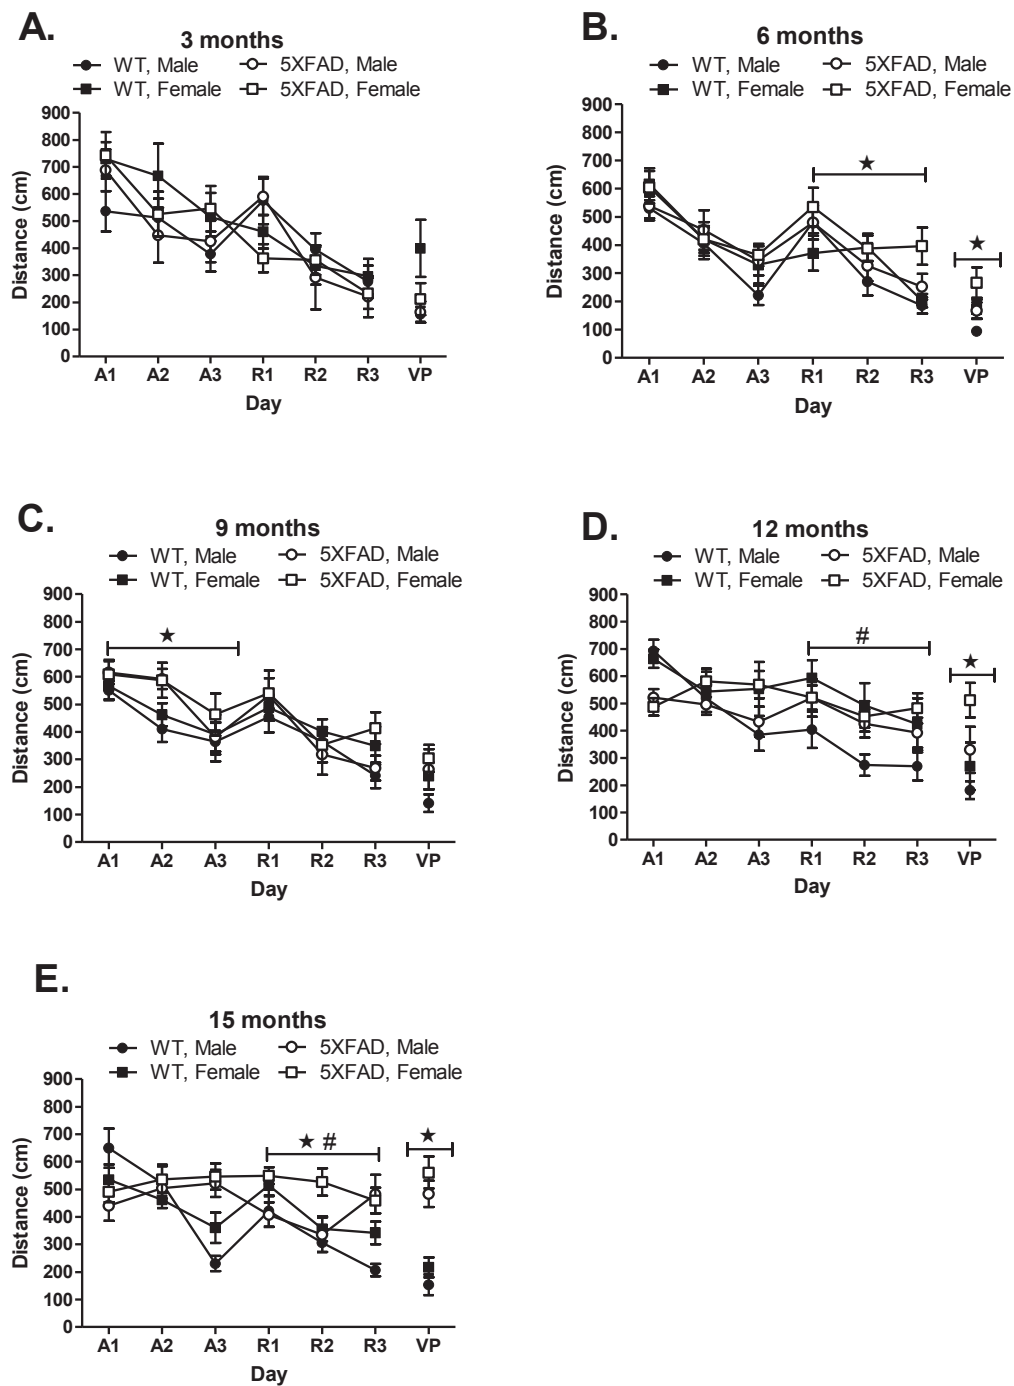 A.
3 months
WT, Male
5XFAD, Male
WT, Female
5XFAD, Female
900
800
700
600
500
400
300
200
100
0
Distance (cm)
A1 A2 A3 R1 R2 R3 VP
Day
B.
6 months
WT, Male
5XFAD, Male
WT, Female
5XFAD, Female
900
800
700
600
500
400
300
200
100
0
Distance (cm)
★
★
A1 A2 A3 R1 R2 R3 VP
Day
C.
9 months
WT, Male
5XFAD, Male
WT, Female
5XFAD, Female
900
800
700
600
500
400
300
200
100
0
Distance (cm)
★
A1 A2 A3 R1 R2 R3 VP
Day
D.
12 months
WT, Male
5XFAD, Male
WT, Female
5XFAD, Female
900
800
700
600
500
400
300
200
100
0
Distance (cm)
#
★
A1 A2 A3 R1 R2 R3 VP
Day
E.
15 months
WT, Male
5XFAD, Male
WT, Female
5XFAD, Female
900
800
700
600
500
400
300
200
100
0
Distance (cm)
★ #
★
A1 A2 A3 R1 R2 R3 VP
Day